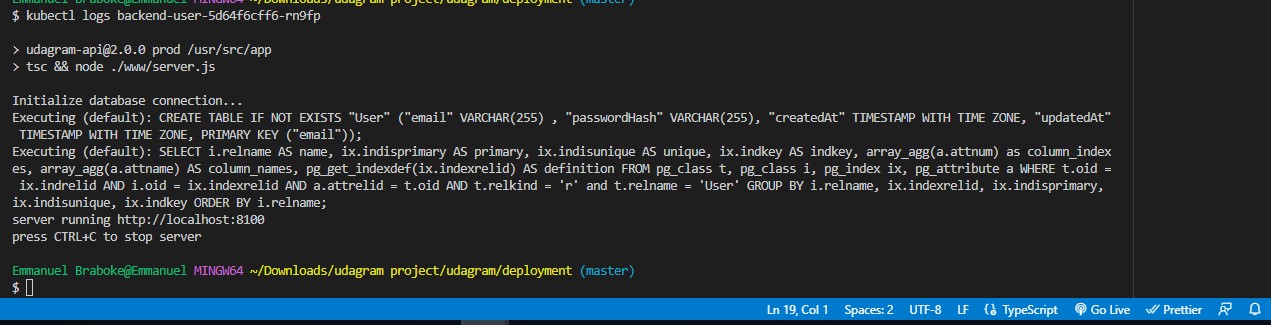 Emmanuel Braboke@Emmanuel MINGW64 ~/Downloads/udagram project/udagram/deployment (master)
$ kubectl logs backend-user-5d64f6cff6-rn9fp
> udagram-api@2.0.0 prod /usr/src/app
> tsc && node ./www/server.js
Initialize database connection...
Executing (default): CREATE TABLE IF NOT EXISTS "User" ("email" VARCHAR(255) , "passwordHash" VARCHAR(255), "createdAt" TIMESTAMP WITH TIME ZONE, "updatedAt"
TIMESTAMP WITH TIME ZONE, PRIMARY KEY ("email"));
Executing (default): SELECT i.relname AS name, ix.indisprimary AS primary, ix.indisunique AS unique, ix.indkey AS indkey, array_agg(a.attnum) as column_index
es, array_agg(a.attname) AS column_names, pg_get_indexdef(ix.indexrelid) AS definition FROM pg_class t, pg_class i, pg_index ix, pg_attribute a WHERE t.oid =
ix.indrelid AND i.oid = ix.indexrelid AND a.attrelid = t.oid AND t.relkind = 'r' and t.relname = 'User' GROUP BY i.relname, ix.indexrelid, ix.indisprimary,
ix.indisunique, ix.indkey ORDER BY i.relname;
server running http://localhost:8100
press CTRL+C to stop server
Emmanuel Braboke@Emmanuel MINGW64 ~/Downloads/udagram project/udagram/deployment (master)
$
Ln 19, Col 1 Spaces: 2 UTF-8 LF TypeScript Go Live Prettier